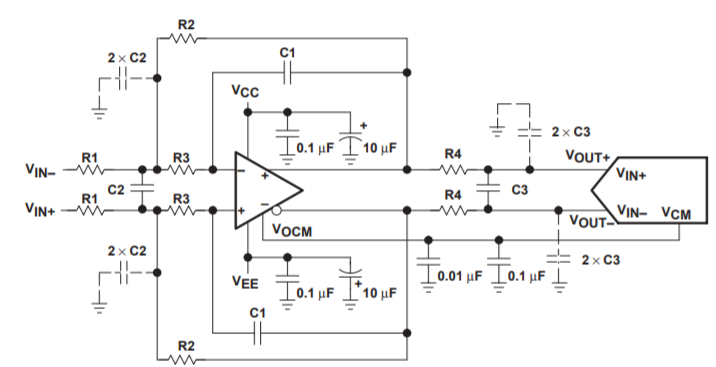 R2
2 × C2
C1
VCC
+
0.1 µF
10 µF
2 × C3
VIN–
R1
R3
–
+
R4
VOUT+
VIN+
C2
C3
VIN+
R1
R3
+
–
R4
VOUT–
VIN–
VCM
VOCM
2 × C2
VEE
0.1 µF
+
10 µF
0.01 µF
0.1 µF
2 × C3
C1
R2